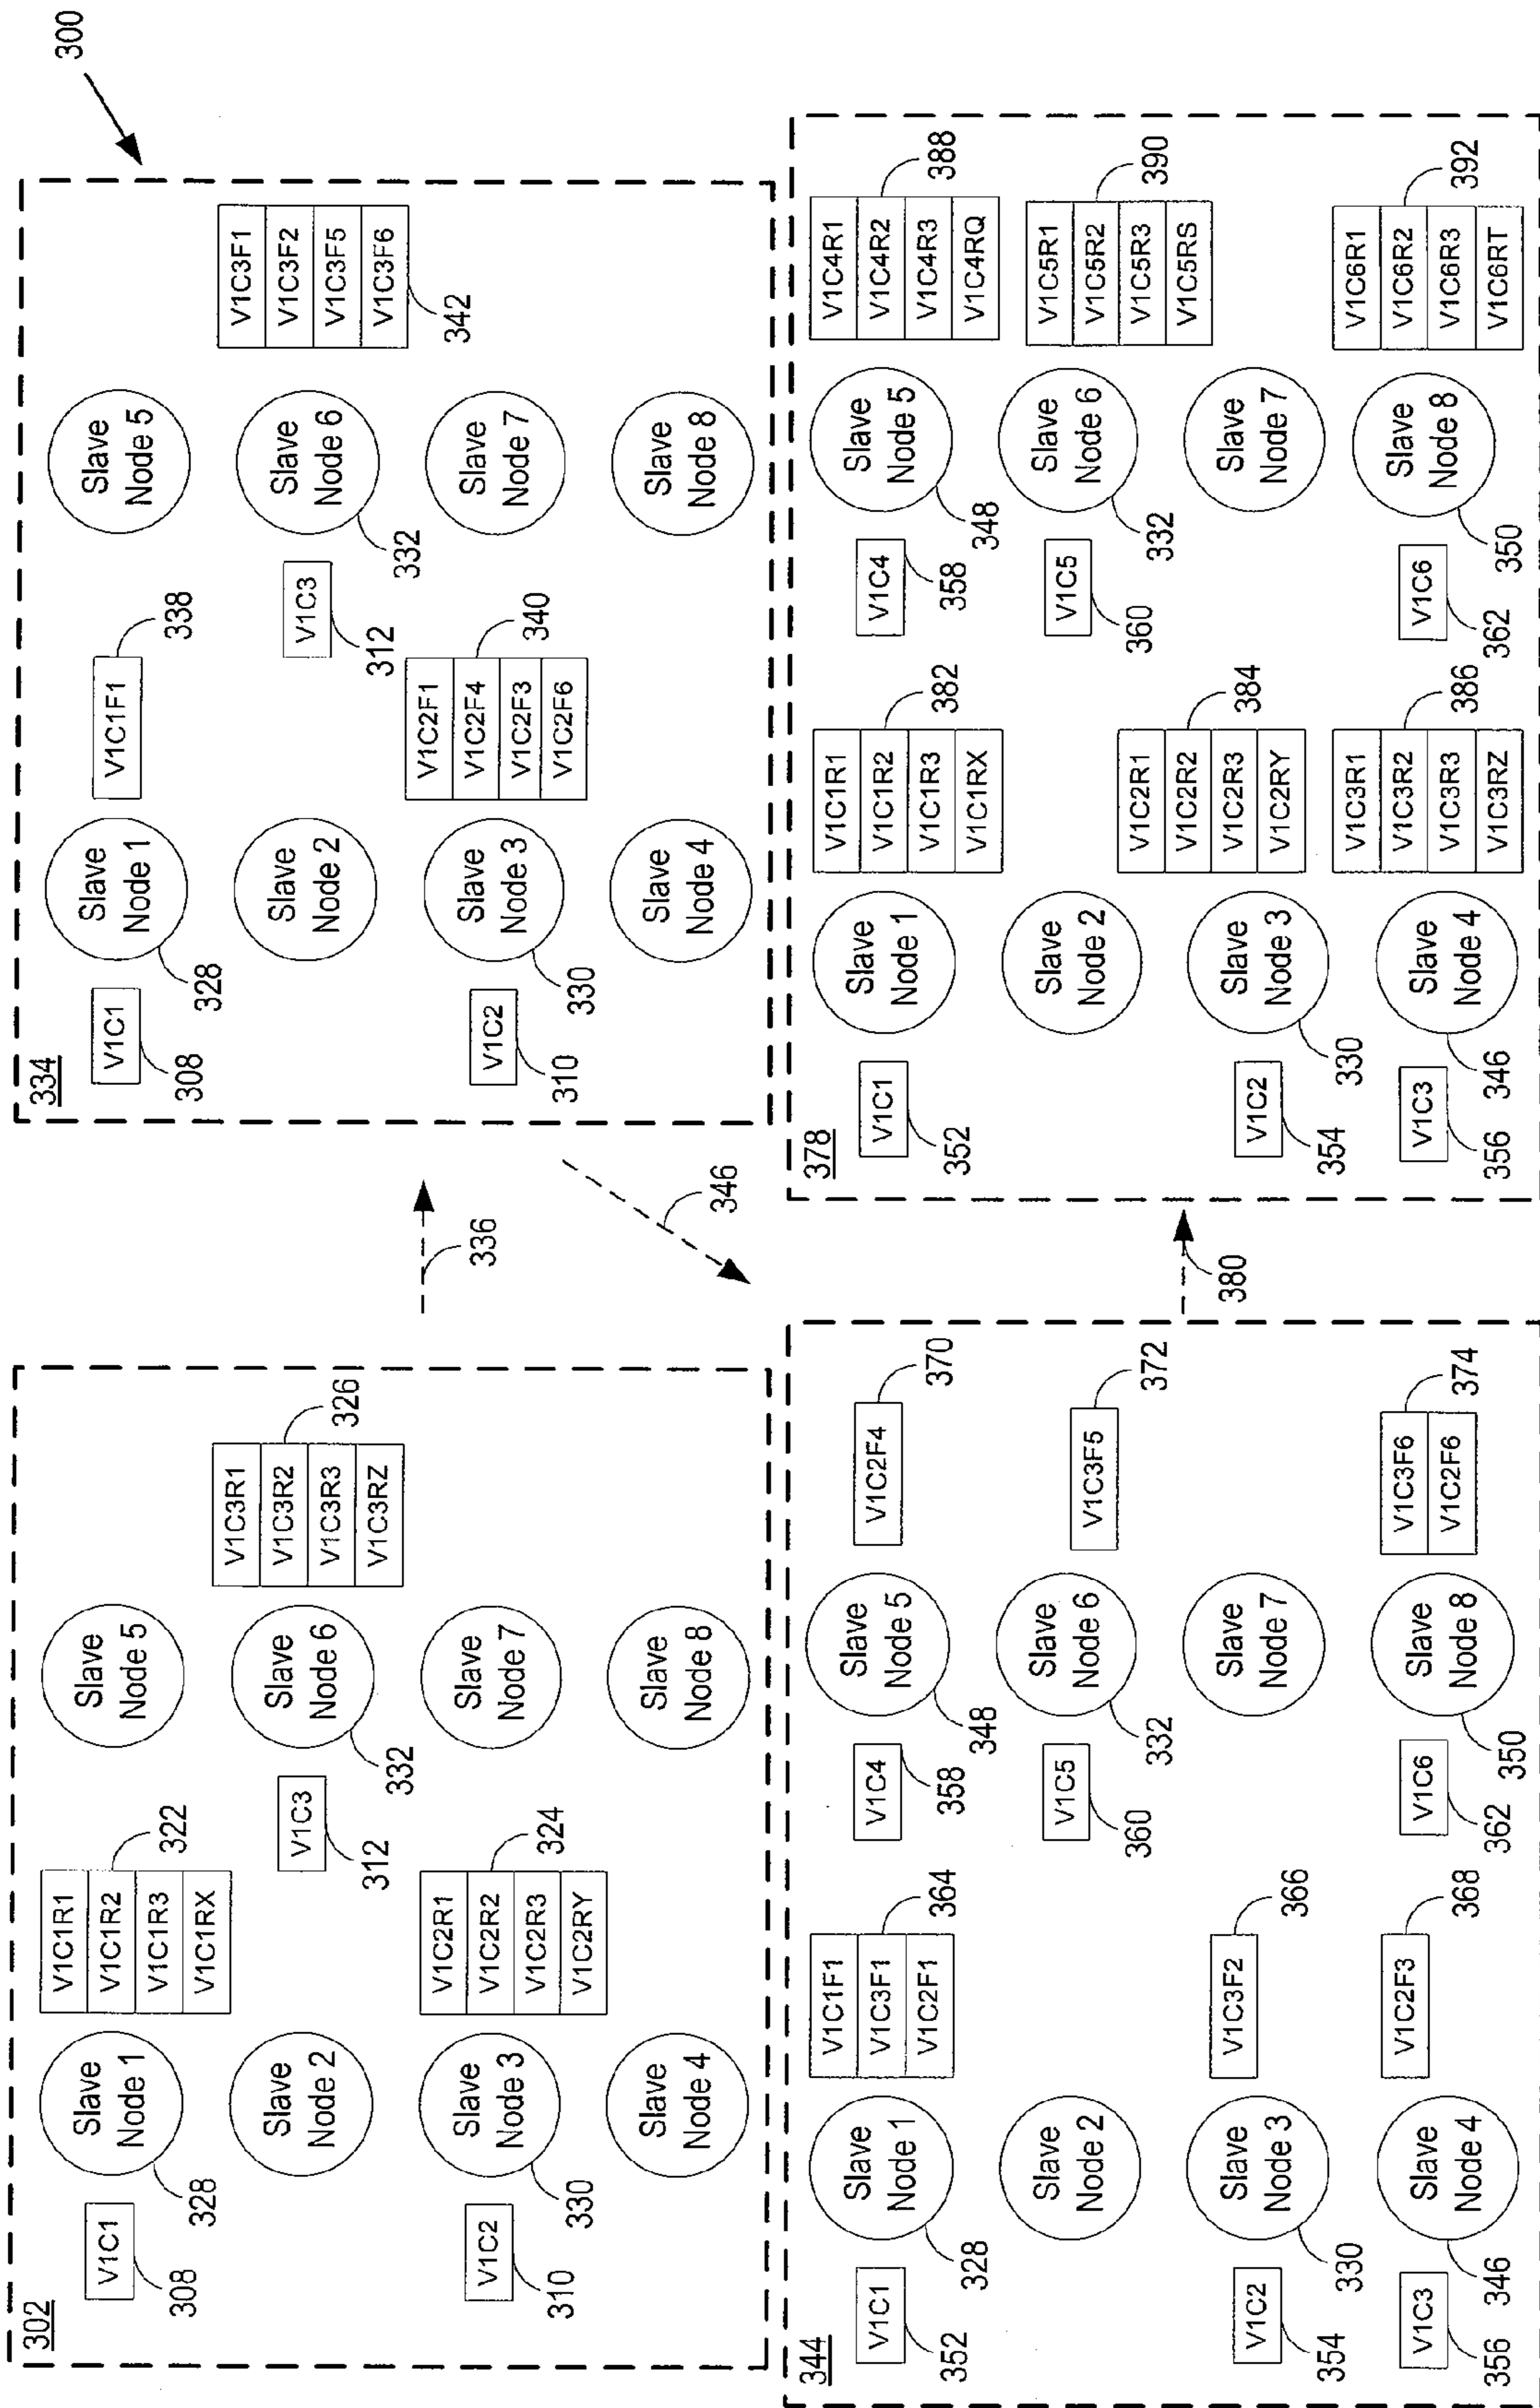 300
302
V1C1
308
Slave
Node 1
328
V1C1R1
V1C1R2
V1C1R3
V1C1RX
322
Slave
Node 2
V1C2
310
Slave
Node 3
330
V1C2R1
V1C2R2
V1C2R3
V1C2RY
324
Slave
Node 4
Slave
Node 5
V1C3
312
Slave
Node 6
332
V1C3R1
V1C3R2
V1C3R3
V1C3RZ
326
Slave
Node 7
Slave
Node 8
336
334
V1C1
308
Slave
Node 1
328
V1C1F1
338
Slave
Node 2
V1C2
310
Slave
Node 3
330
V1C2F1
V1C2F4
V1C2F3
V1C2F6
340
Slave
Node 4
Slave
Node 5
V1C3
312
Slave
Node 6
332
V1C3F1
V1C3F2
V1C3F5
V1C3F6
342
Slave
Node 7
Slave
Node 8
346
344
V1C1
352
Slave
Node 1
328
V1C1F1
V1C3F1
V1C2F1
364
Slave
Node 2
V1C2
354
Slave
Node 3
330
V1C3F2
366
V1C3
356
Slave
Node 4
346
V1C2F3
368
V1C4
358
Slave
Node 5
348
V1C2F4
370
V1C5
360
Slave
Node 6
332
V1C3F5
372
Slave
Node 7
V1C6
362
Slave
Node 8
350
V1C3F6
V1C2F6
374
380
378
V1C1
352
Slave
Node 1
V1C1R1
V1C1R2
V1C1R3
V1C1RX
382
Slave
Node 2
V1C2
354
Slave
Node 3
330
V1C2R1
V1C2R2
V1C2R3
V1C2RY
384
V1C3
356
Slave
Node 4
346
V1C3R1
V1C3R2
V1C3R3
V1C3RZ
386
V1C4
358
Slave
Node 5
348
V1C4R1
V1C4R2
V1C4R3
V1C4RQ
388
V1C5
360
Slave
Node 6
332
V1C5R1
V1C5R2
V1C5R3
V1C5RS
390
Slave
Node 7
V1C6
362
Slave
Node 8
350
V1C6R1
V1C6R2
V1C6R3
V1C6RT
392